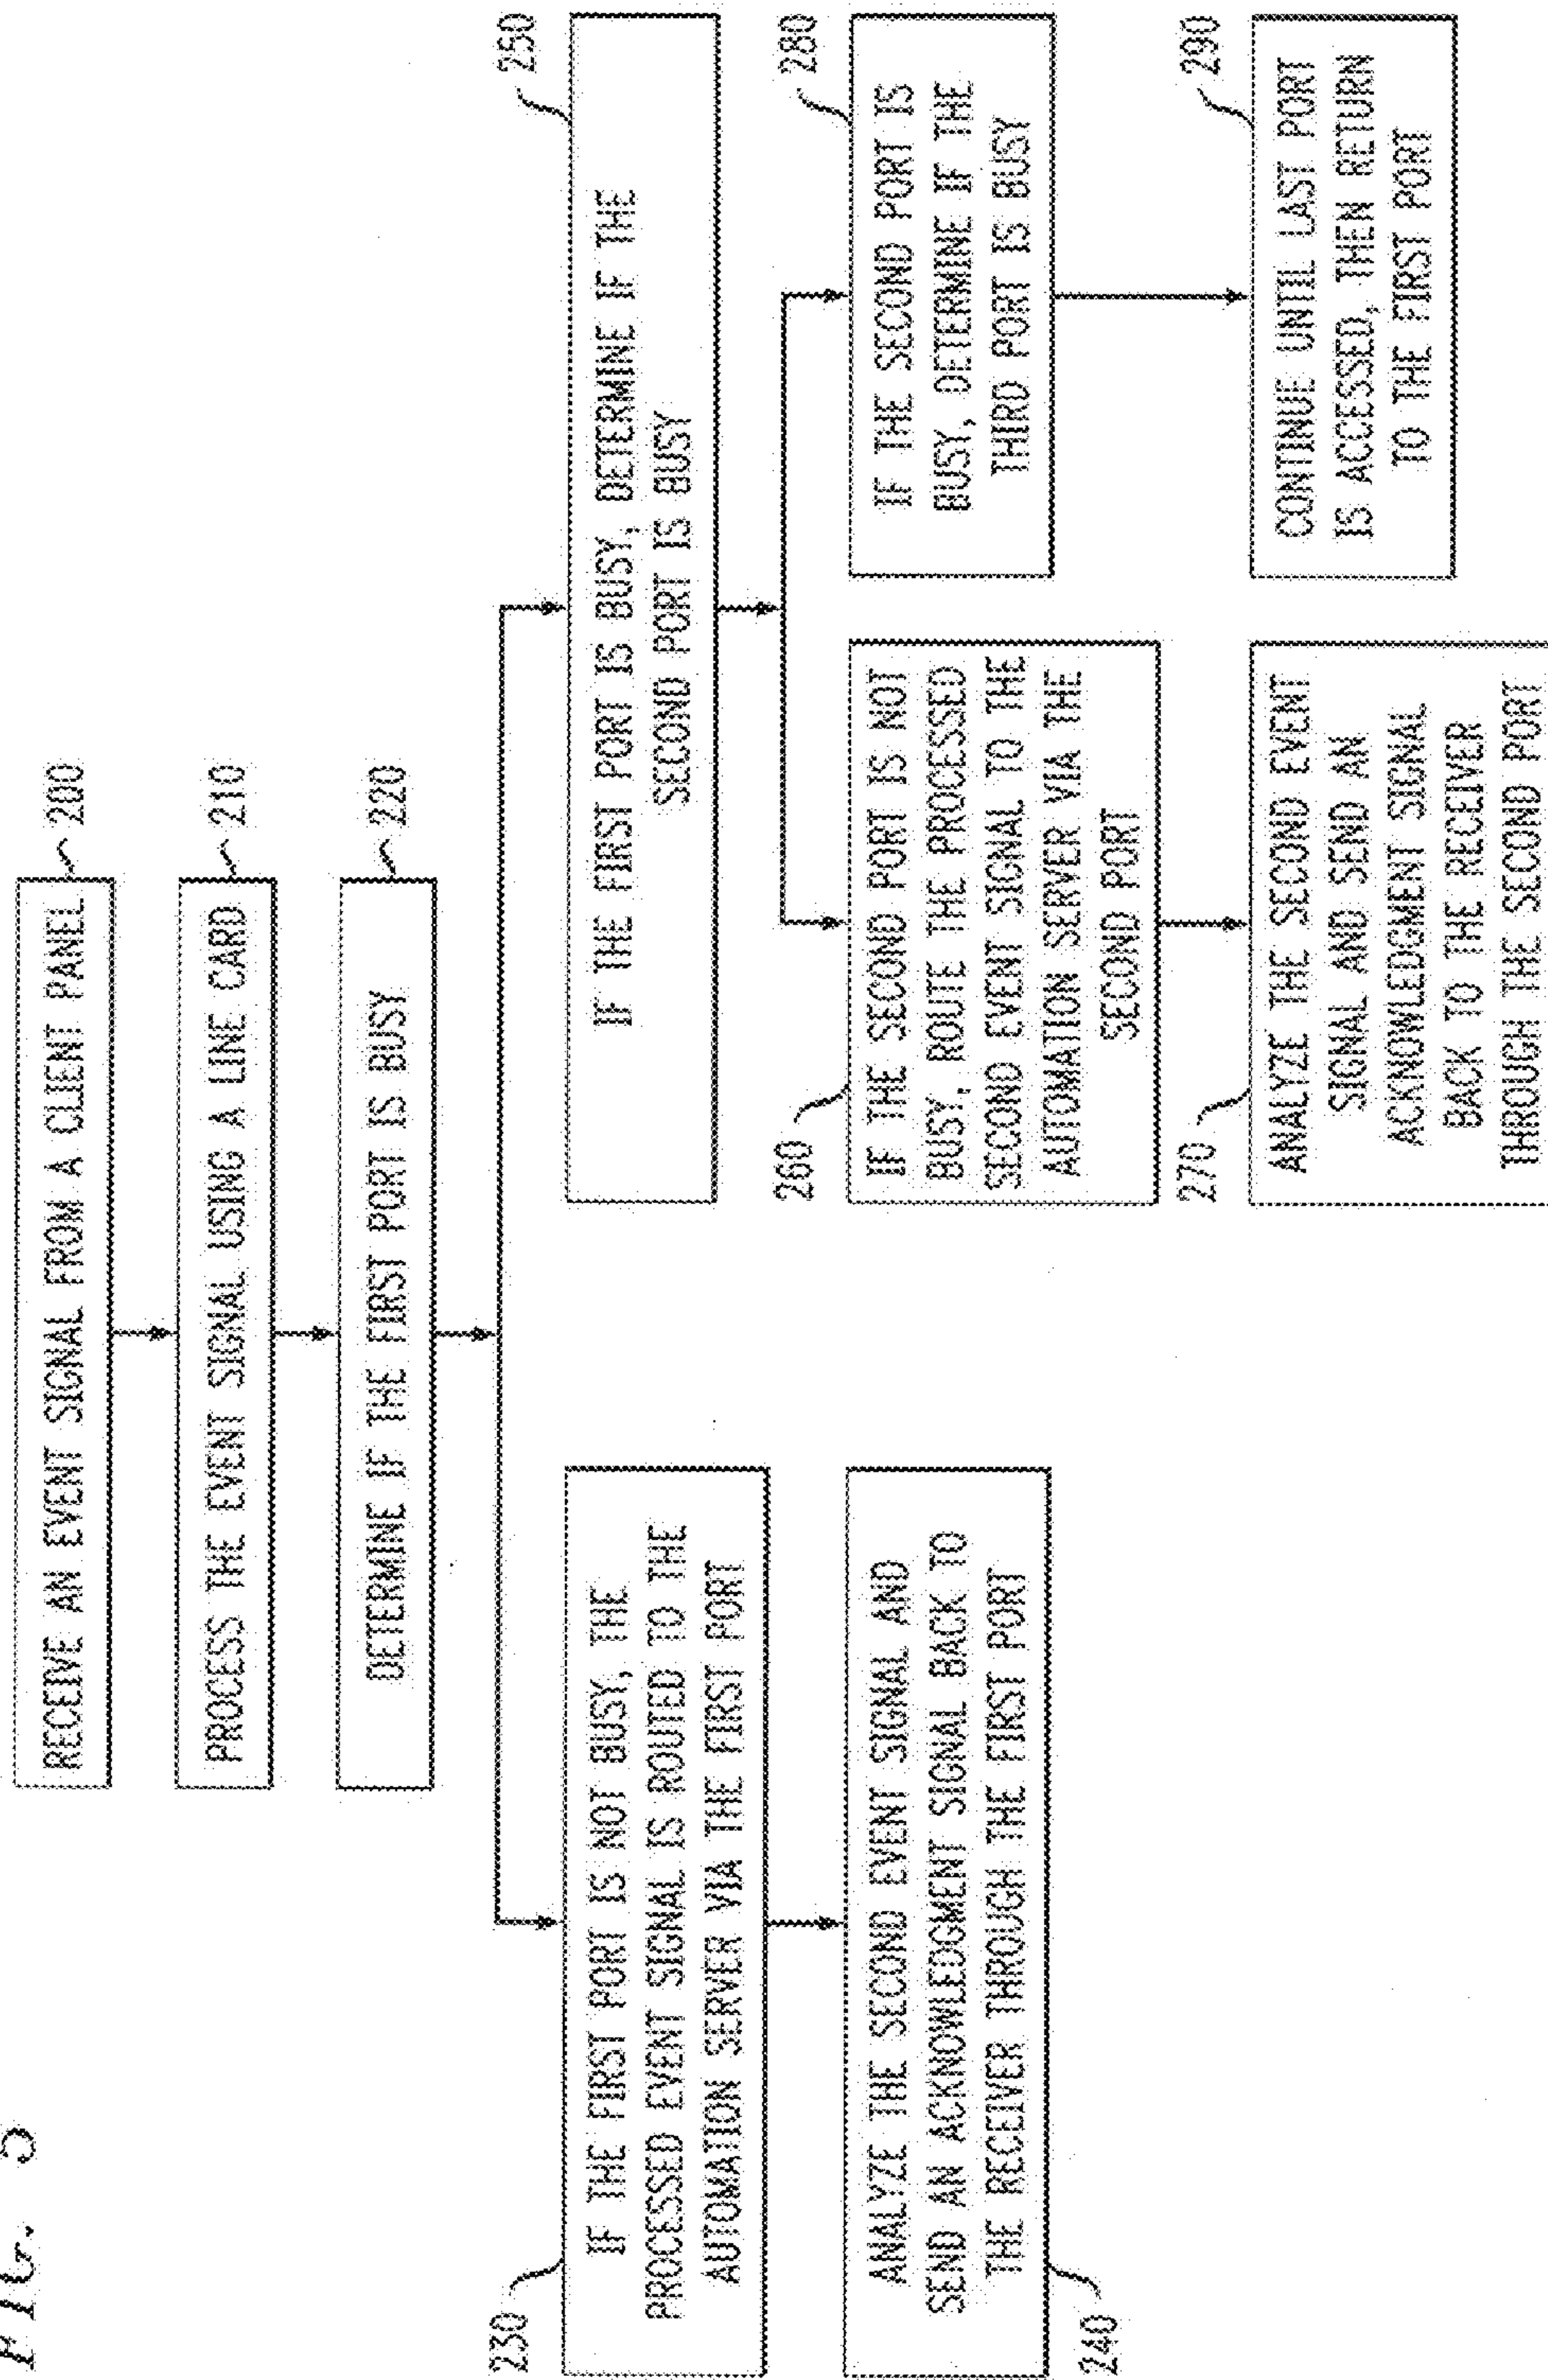 FIG. 5
RECEIVE AN EVENT SIGNAL FROM A CLIENT PANEL
200
PROCESS THE EVENT SIGNAL USING A LINE CARD
210
DETERMINE IF THE FIRST PORT IS BUSY
220
230
IF THE FIRST PORT IS NOT BUSY, THE
PROCESSED EVENT SIGNAL IS ROUTED TO THE
AUTOMATION SERVER VIA THE FIRST PORT
ANALYZE THE SECOND EVENT SIGNAL AND
SEND AN ACKNOWLEDGMENT SIGNAL BACK TO
THE RECEIVER THROUGH THE FIRST PORT
240
250
IF THE FIRST PORT IS BUSY, DETERMINE IF THE
SECOND PORT IS BUSY
260
IF THE SECOND PORT IS NOT
BUSY, ROUTE THE PROCESSED
SECOND EVENT SIGNAL TO THE
AUTOMATION SERVER VIA THE
SECOND PORT
270
ANALYZE THE SECOND EVENT
SIGNAL AND SEND AN
ACKNOWLEDGMENT SIGNAL
BACK TO THE RECEIVER
THROUGH THE SECOND PORT
280
IF THE SECOND PORT IS
BUSY, DETERMINE IF THE
THIRD PORT IS BUSY
290
CONTINUE UNTIL LAST PORT
IS ACCESSED, THEN RETURN
TO THE FIRST PORT